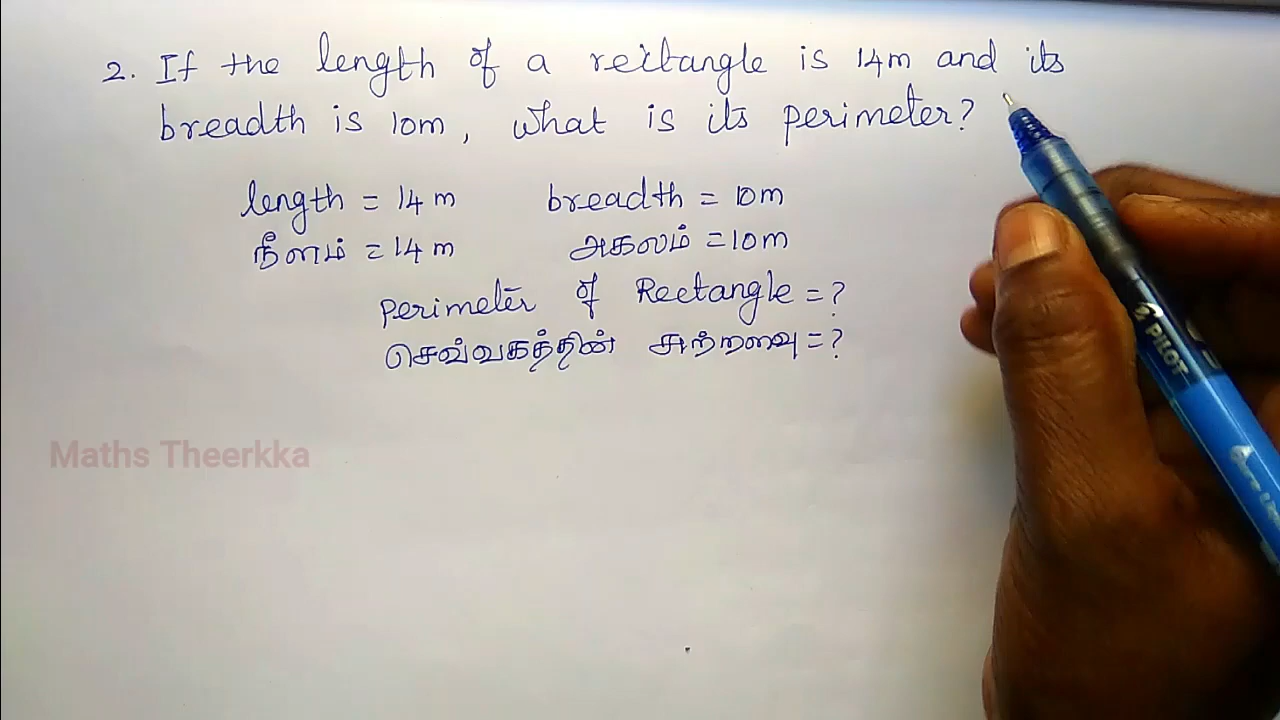 2. If the length of a rectangle is 14m and its
breadth is 10m, what is its perimeter?
length = 14 m breadth = 10m
நீளம் = 14 m அகலம் = 10m
Perimeter of Rectangle = ?
செவ்வகத்தின் சுற்றளவு = ?
Maths Theerkka
PILOT